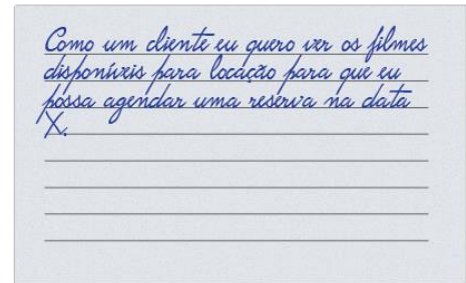 Como um cliente eu quero ver os filmes
disponíveis para locação para que eu
possa agendar uma reserva na data
X.